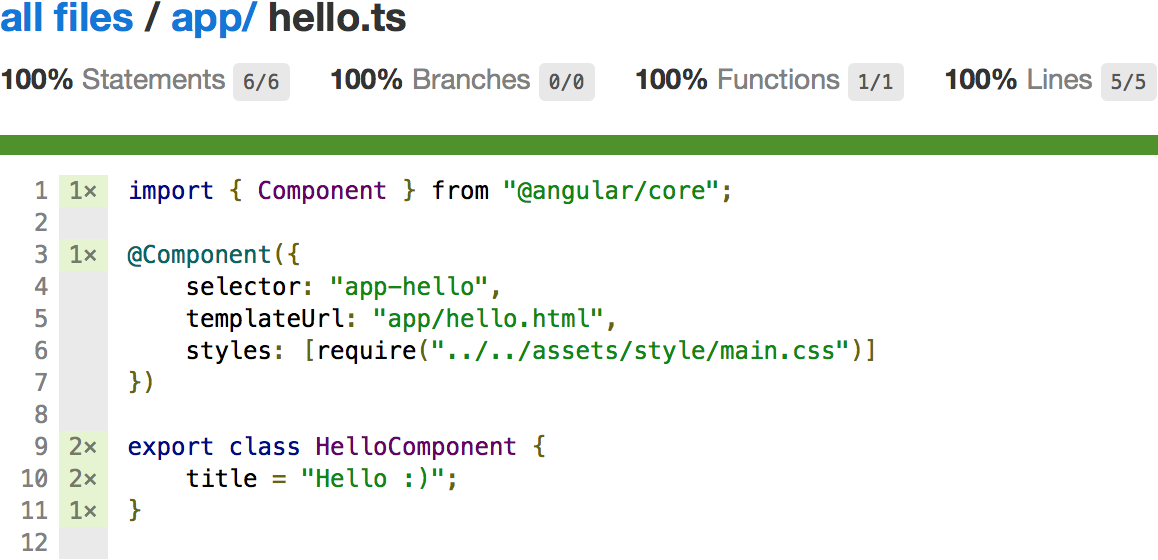 all files / app/ hello.ts
100% Statements 6/6 100% Branches 0/0 100% Functions 1/1 100% Lines 5/5
1 1× import { Component } from "@angular/core";
2
3 1× @Component({
4 selector: "app-hello",
5 templateUrl: "app/hello.html",
6 styles: [require("../../assets/style/main.css")]
7 })
8
9 2× export class HelloComponent {
10 2× title = "Hello :)";
11 1× }
12